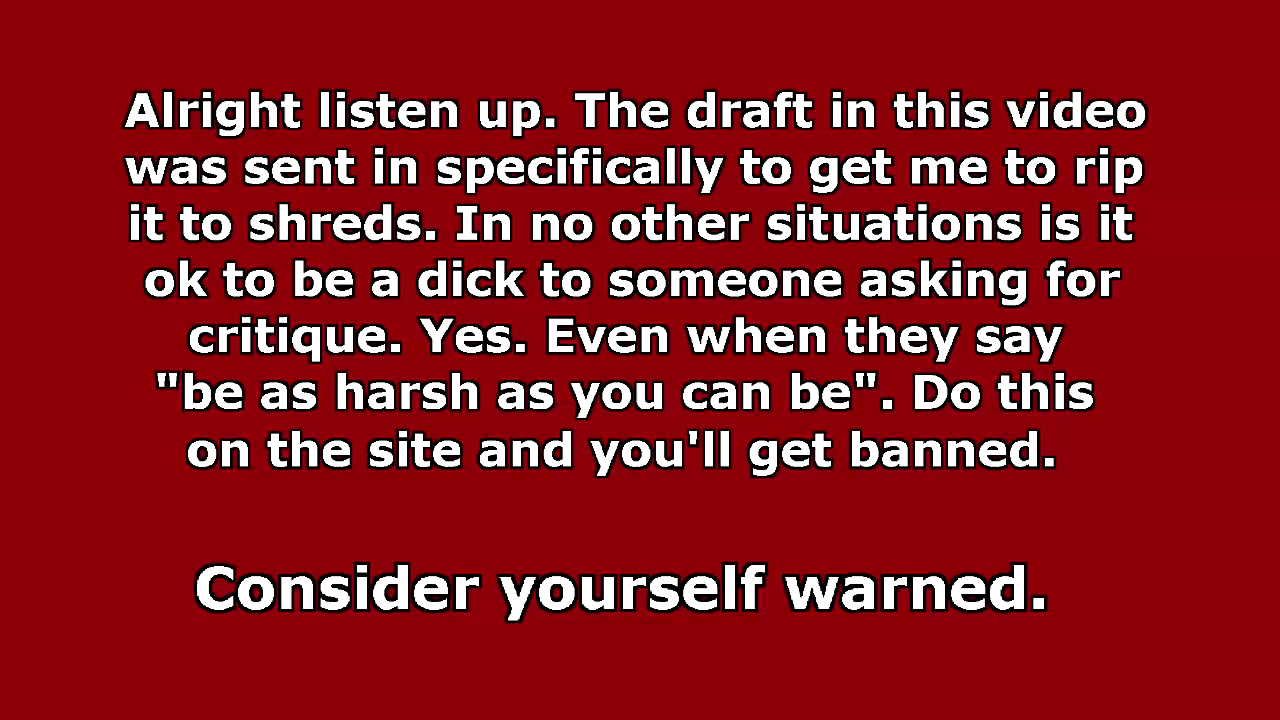 Alright listen up. The draft in this video
was sent in specifically to get me to rip
it to shreds. In no other situations is it
ok to be a dick to someone asking for
critique. Yes. Even when they say
"be as harsh as you can be". Do this
on the site and you'll get banned.
Consider yourself warned.